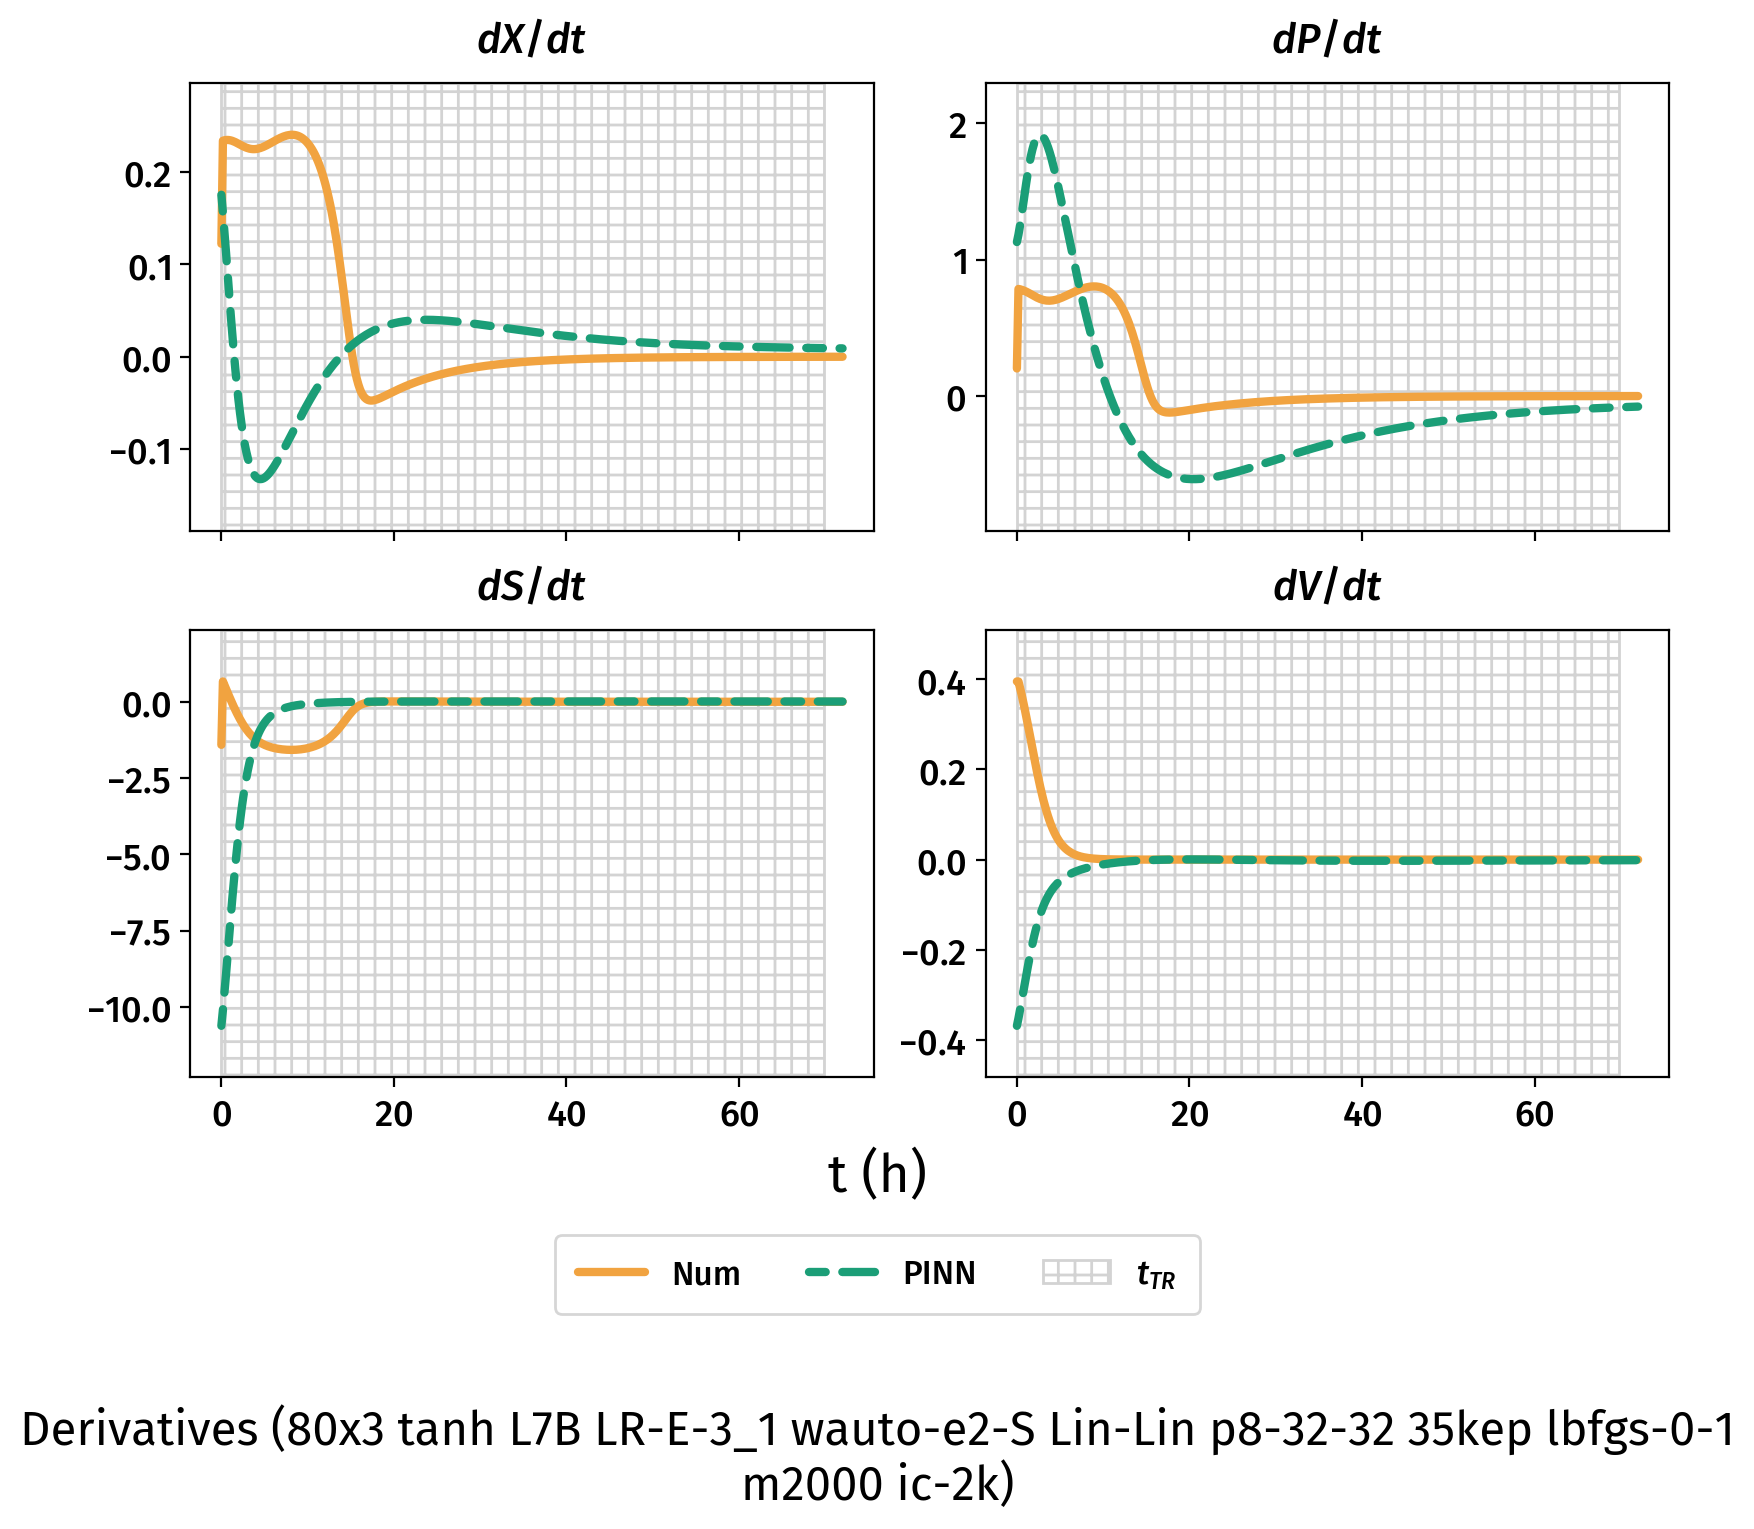 dX/dt
dP/dt
0.2
0.1
0.0
−0.1
2
1
0
dS/dt
dV/dt
0.0
−2.5
−5.0
−7.5
−10.0
0.4
0.2
0.0
−0.2
−0.4
0 20 40 60
0 20 40 60
t (h)
Num PINN tTR
Derivatives (80x3 tanh L7B LR-E-3_1 wauto-e2-S Lin-Lin p8-32-32 35kep lbfgs-0-1
m2000 ic-2k)